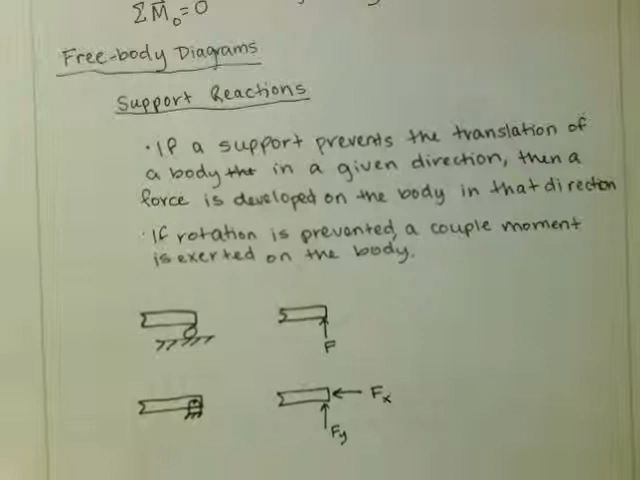 ΣM⃗₀=0
Free-body Diagrams
Support Reactions
· If a support prevents the translation of
a body the in a given direction, then a
force is developed on the body in that direction
· If rotation is prevented, a couple moment
is exerted on the body.
F
Fx
Fy